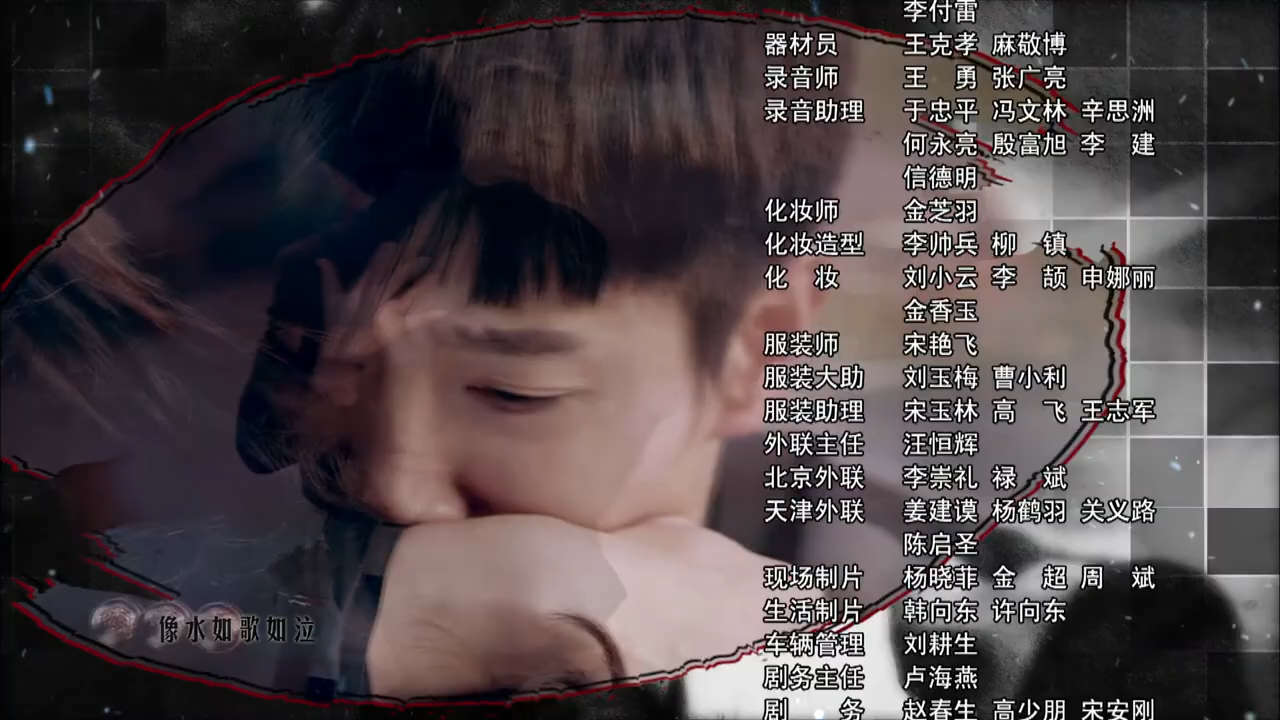 李付雷
器材员 王克孝 麻敬博
录音师 王 勇 张广亮
录音助理 于忠平 冯文林 辛思洲
何永亮 殷富旭 李 建
信德明
化妆师 金芝羽
化妆造型 李帅兵 柳 镇
化 妆 刘小云 李 颉 申娜丽
金香玉
服装师 宋艳飞
服装大助 刘玉梅 曹小利
服装助理 宋玉林 高 飞 王志军
外联主任 汪恒辉
北京外联 李崇礼 禄 斌
天津外联 姜建谟 杨鹤羽 关义路
陈启圣
现场制片 杨晓菲 金 超 周 斌
生活制片 韩向东 许向东
车辆管理 刘耕生
剧务主任 卢海燕
剧 务 赵春生 高少朋 宋安刚
像水如歌如泣